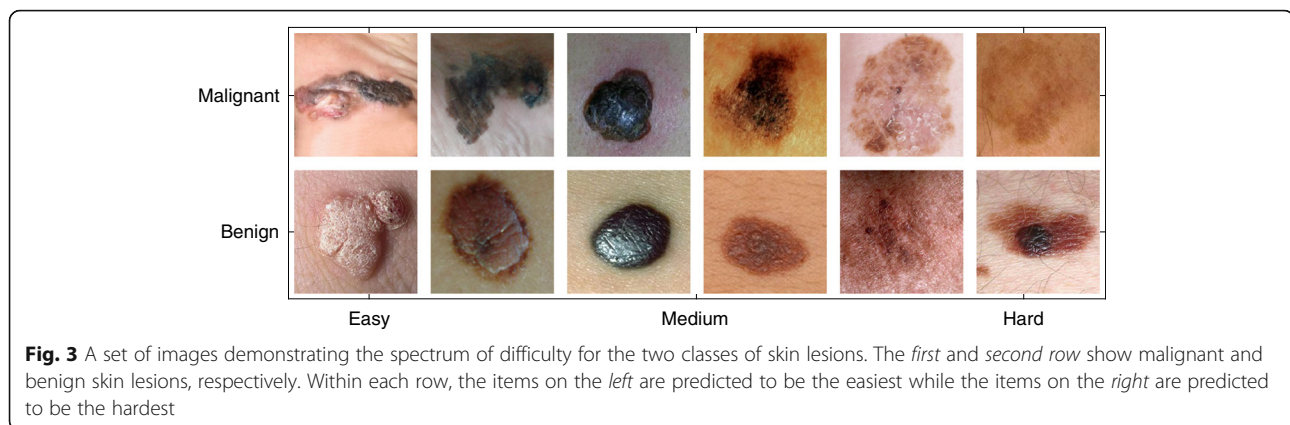 Malignant
Benign
Easy Medium Hard
Fig. 3 A set of images demonstrating the spectrum of difficulty for the two classes of skin lesions. The first and second row show malignant and
benign skin lesions, respectively. Within each row, the items on the left are predicted to be the easiest while the items on the right are predicted
to be the hardest